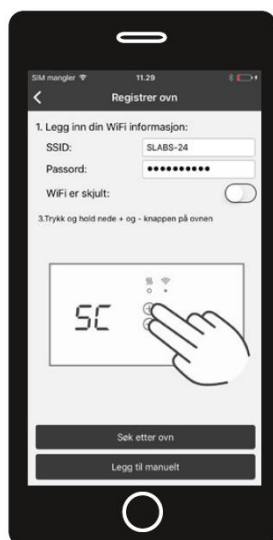 SIM mangler 11.29
Registrer ovn
1. Legg inn din WiFi informasjon:
SSID: SLABS-24
Passord: ••••••••••
WiFi er skjult:
3.Trykk og hold nede + og - knappen på ovnen
SC
Søk etter ovn
Legg til manuelt